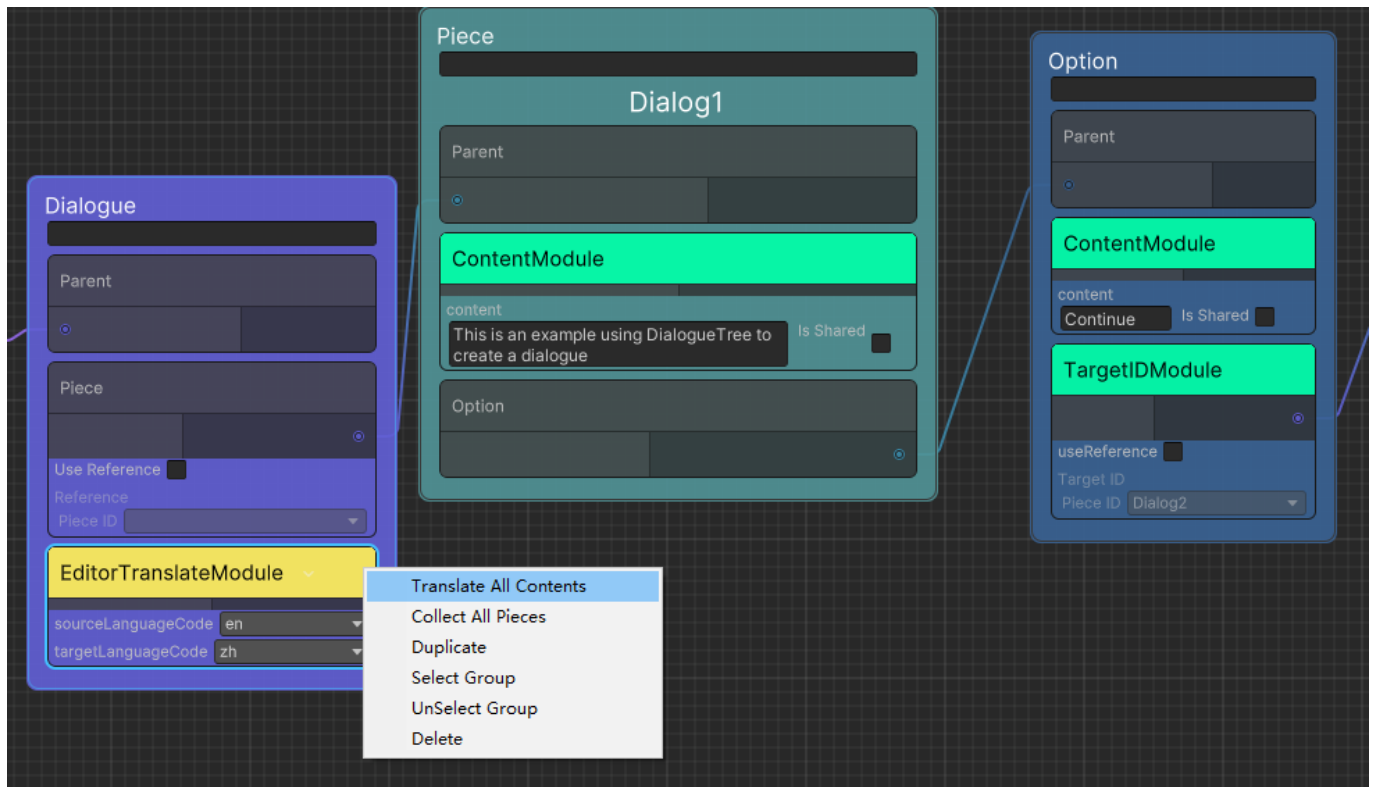 Dialogue
Parent
Piece
Use Reference
Reference
Piece ID
EditorTranslateModule
sourceLanguageCode en
targetLanguageCode zh
Translate All Contents
Collect All Pieces
Duplicate
Select Group
UnSelect Group
Delete
Piece
Dialog1
Parent
ContentModule
content
This is an example using DialogueTree to
create a dialogue
Is Shared
Option
Option
Parent
ContentModule
content
Continue
Is Shared
TargetIDModule
useReference
Target ID
Piece ID Dialog2